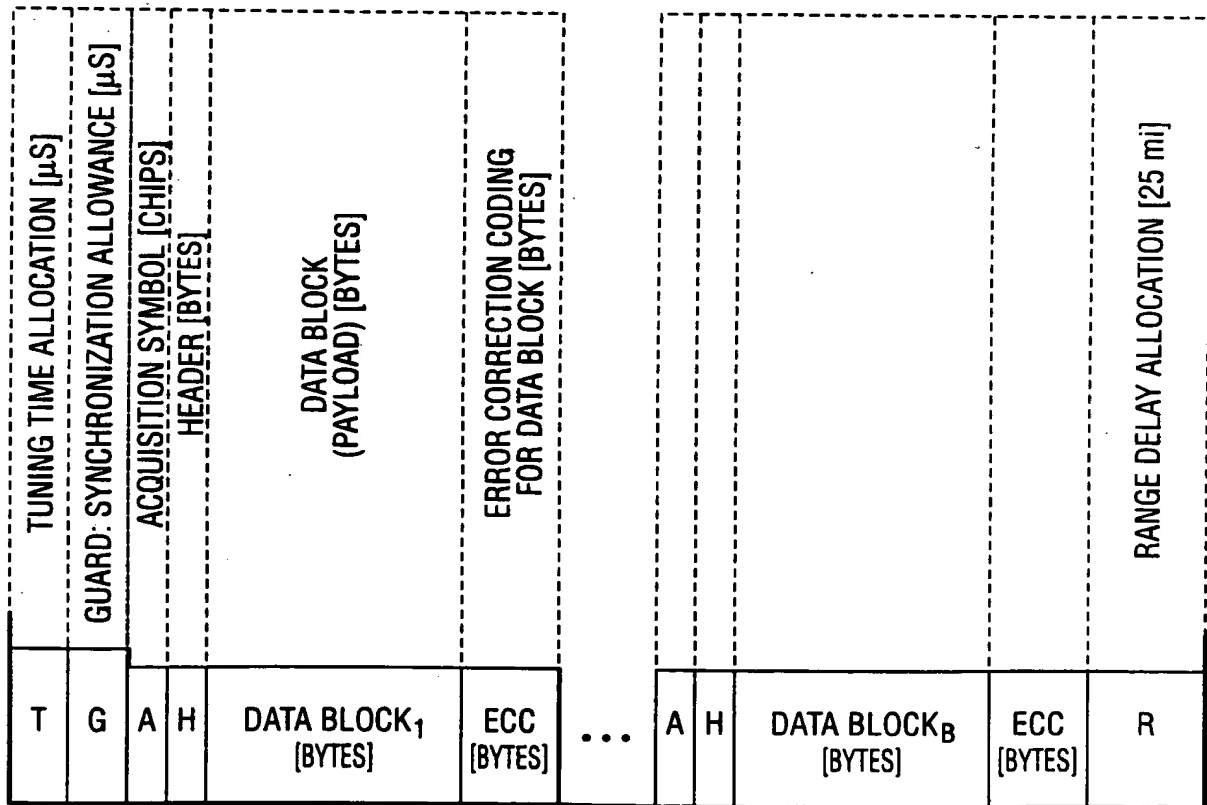 TUNING TIME ALLOCATION [µS]
GUARD: SYNCHRONIZATION ALLOWANCE [µS]
ACQUISITION SYMBOL [CHIPS]
HEADER [BYTES]
DATA BLOCK
(PAYLOAD) [BYTES]
ERROR CORRECTION CODING
FOR DATA BLOCK [BYTES]
RANGE DELAY ALLOCATION [25 mi]
T
G
A
H
DATA BLOCK₁
[BYTES]
ECC
[BYTES]
• • •
A
H
DATA BLOCK_B
[BYTES]
ECC
[BYTES]
R